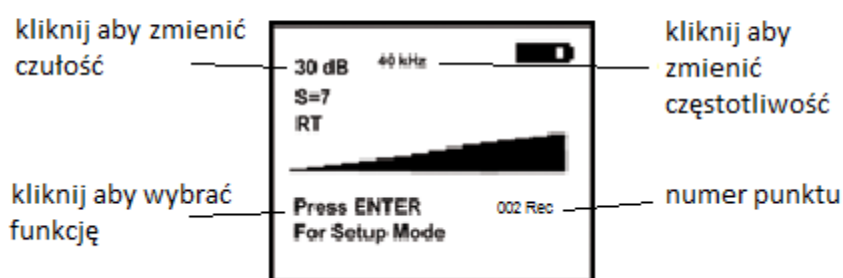 kliknij aby zmienić
czułość
30 dB
40 kHz
S=7
RT
kliknij aby
zmienić
częstotliwość
kliknij aby wybrać
funkcję
Press ENTER
For Setup Mode
002 Rec
numer punktu